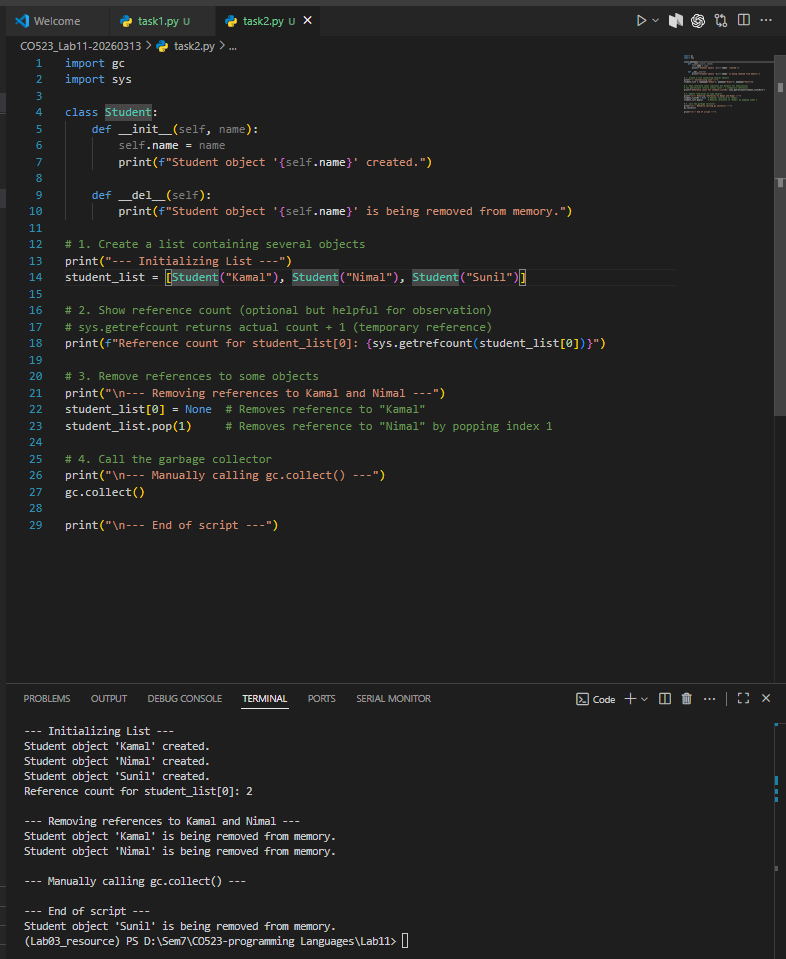 Welcome task1.py U task2.py U
CO523_Lab11-20260313 > task2.py > ...
1 import gc
2 import sys
3
4 class Student:
5     def __init__(self, name):
6         self.name = name
7         print(f"Student object '{self.name}' created.")
8
9     def __del__(self):
10         print(f"Student object '{self.name}' is being removed from memory.")
11
12 # 1. Create a list containing several objects
13 print("--- Initializing List ---")
14 student_list = [Student("Kamal"), Student("Nimal"), Student("Sunil")]
15
16 # 2. Show reference count (optional but helpful for observation)
17 # sys.getrefcount returns actual count + 1 (temporary reference)
18 print(f"Reference count for student_list[0]: {sys.getrefcount(student_list[0])}")
19
20 # 3. Remove references to some objects
21 print("\n--- Removing references to Kamal and Nimal ---")
22 student_list[0] = None  # Removes reference to "Kamal"
23 student_list.pop(1)     # Removes reference to "Nimal" by popping index 1
24
25 # 4. Call the garbage collector
26 print("\n--- Manually calling gc.collect() ---")
27 gc.collect()
28
29 print("\n--- End of script ---")
PROBLEMS OUTPUT DEBUG CONSOLE TERMINAL PORTS SERIAL MONITOR Code
--- Initializing List ---
Student object 'Kamal' created.
Student object 'Nimal' created.
Student object 'Sunil' created.
Reference count for student_list[0]: 2
--- Removing references to Kamal and Nimal ---
Student object 'Kamal' is being removed from memory.
Student object 'Nimal' is being removed from memory.
--- Manually calling gc.collect() ---
--- End of script ---
Student object 'Sunil' is being removed from memory.
(Lab03_resource) PS D:\Sem7\CO523-programming Languages\Lab11>